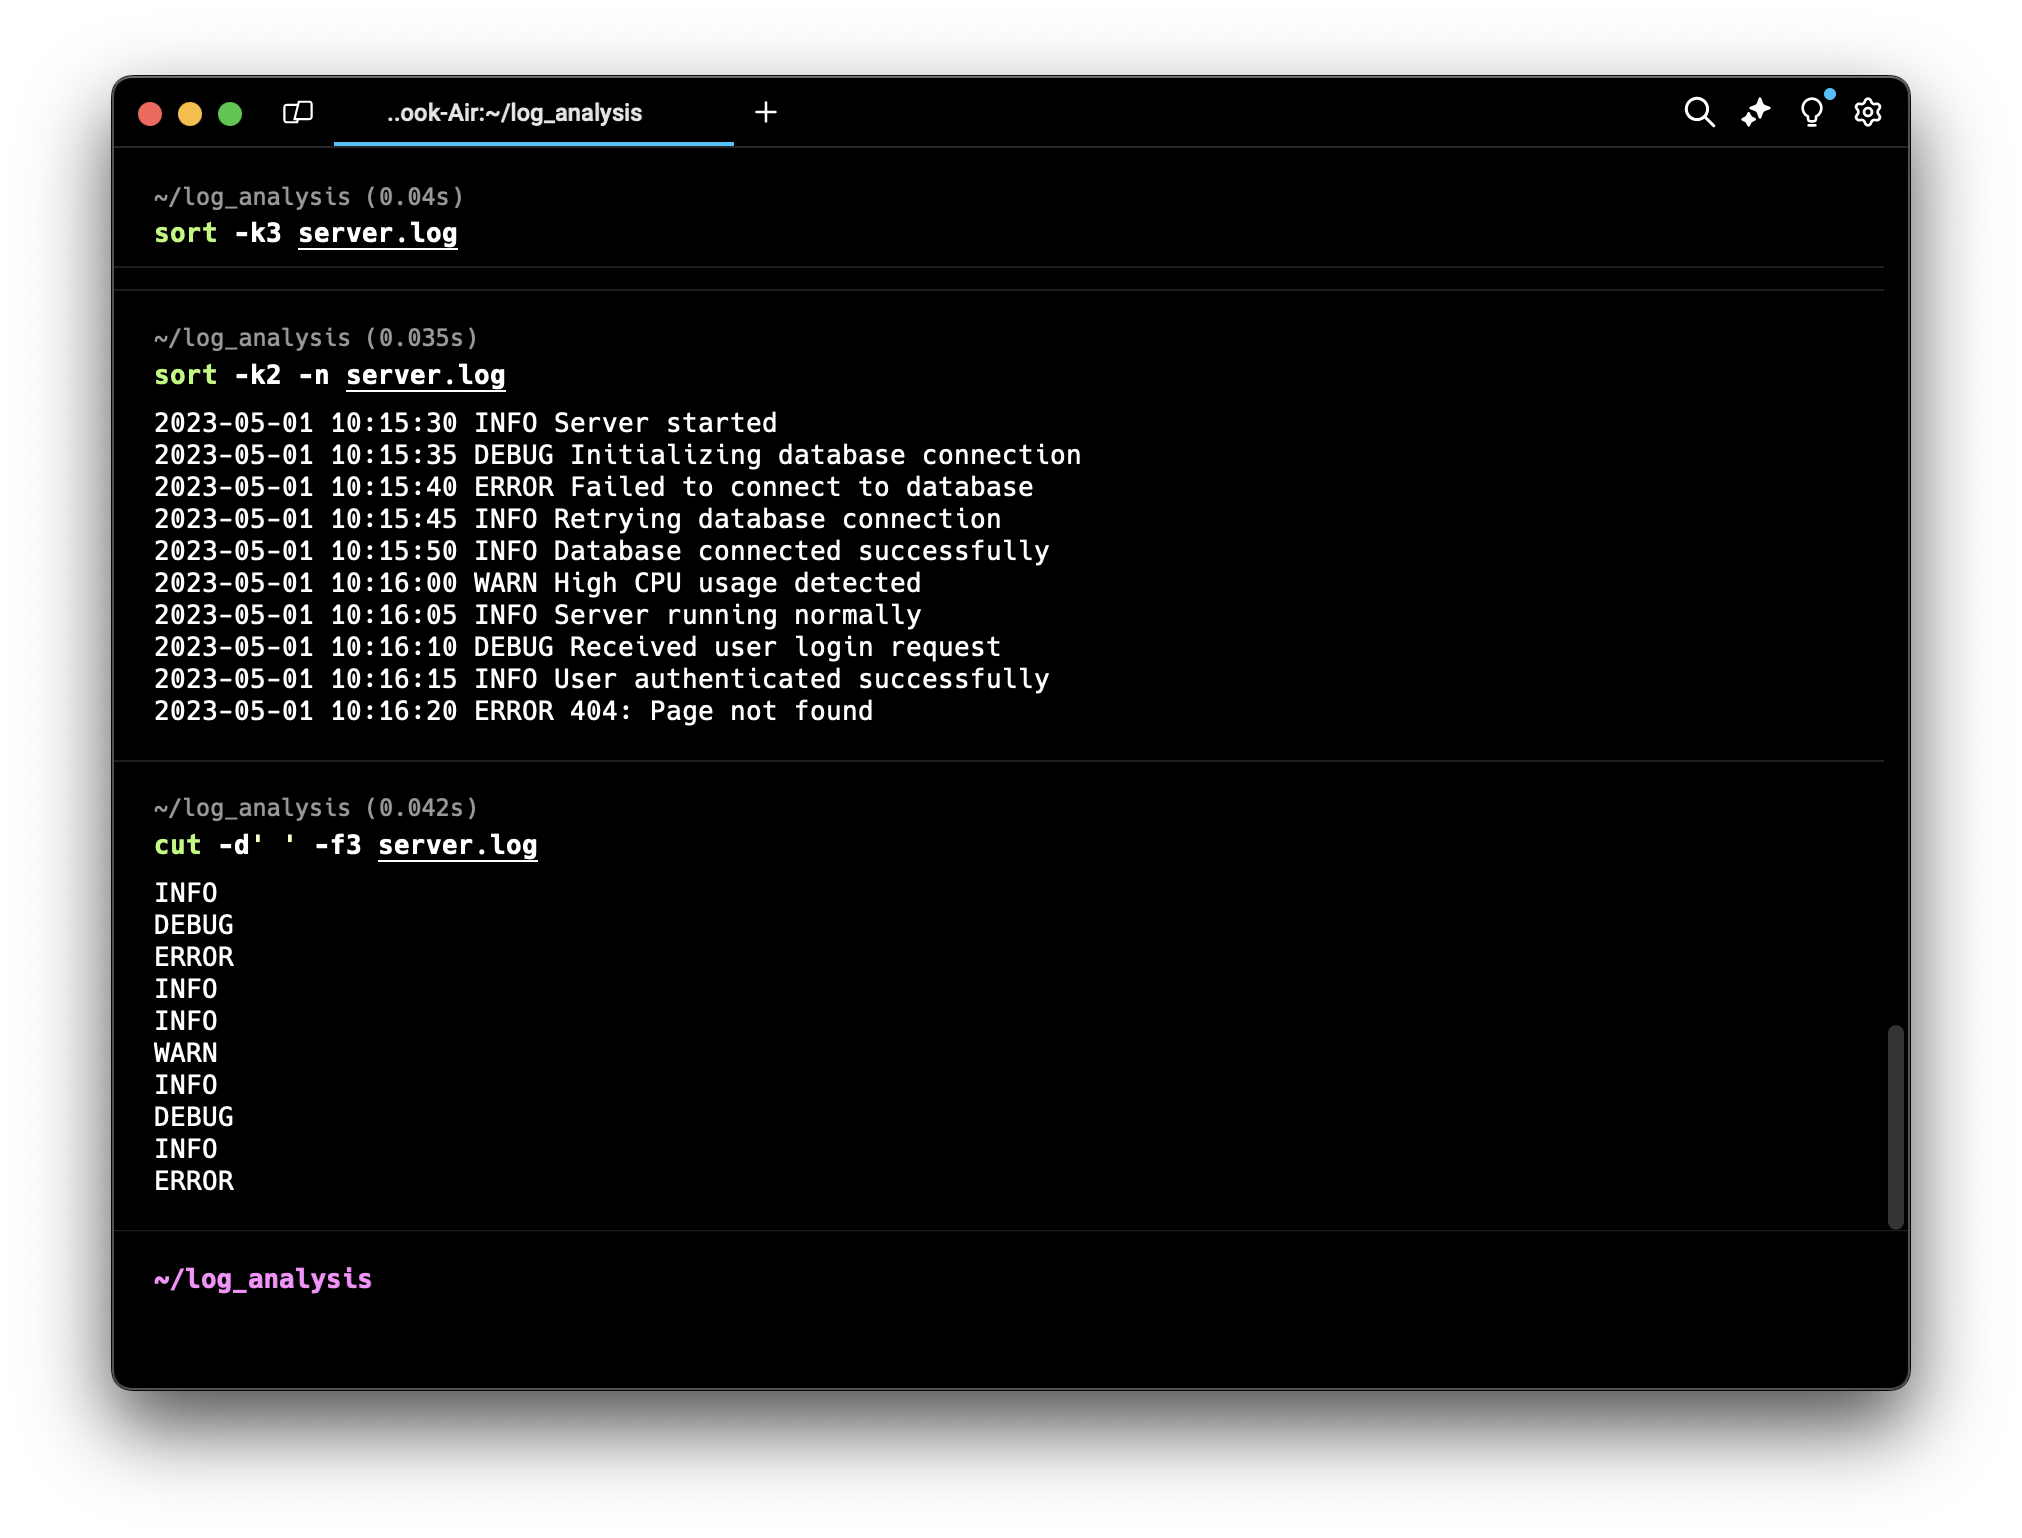 ..ook-Air:~/log_analysis
~/log_analysis (0.04s)
sort -k3 server.log
~/log_analysis (0.035s)
sort -k2 -n server.log
2023-05-01 10:15:30 INFO Server started
2023-05-01 10:15:35 DEBUG Initializing database connection
2023-05-01 10:15:40 ERROR Failed to connect to database
2023-05-01 10:15:45 INFO Retrying database connection
2023-05-01 10:15:50 INFO Database connected successfully
2023-05-01 10:16:00 WARN High CPU usage detected
2023-05-01 10:16:05 INFO Server running normally
2023-05-01 10:16:10 DEBUG Received user login request
2023-05-01 10:16:15 INFO User authenticated successfully
2023-05-01 10:16:20 ERROR 404: Page not found
~/log_analysis (0.042s)
cut -d' ' -f3 server.log
INFO
DEBUG
ERROR
INFO
INFO
WARN
INFO
DEBUG
INFO
ERROR
~/log_analysis